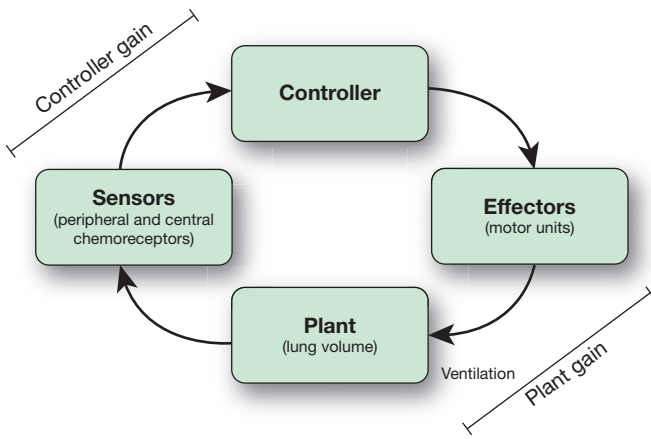 Controller gain
Controller
Sensors
(peripheral and central
chemoreceptors)
Effectors
(motor units)
Plant
(lung volume)
Ventilation
Plant gain